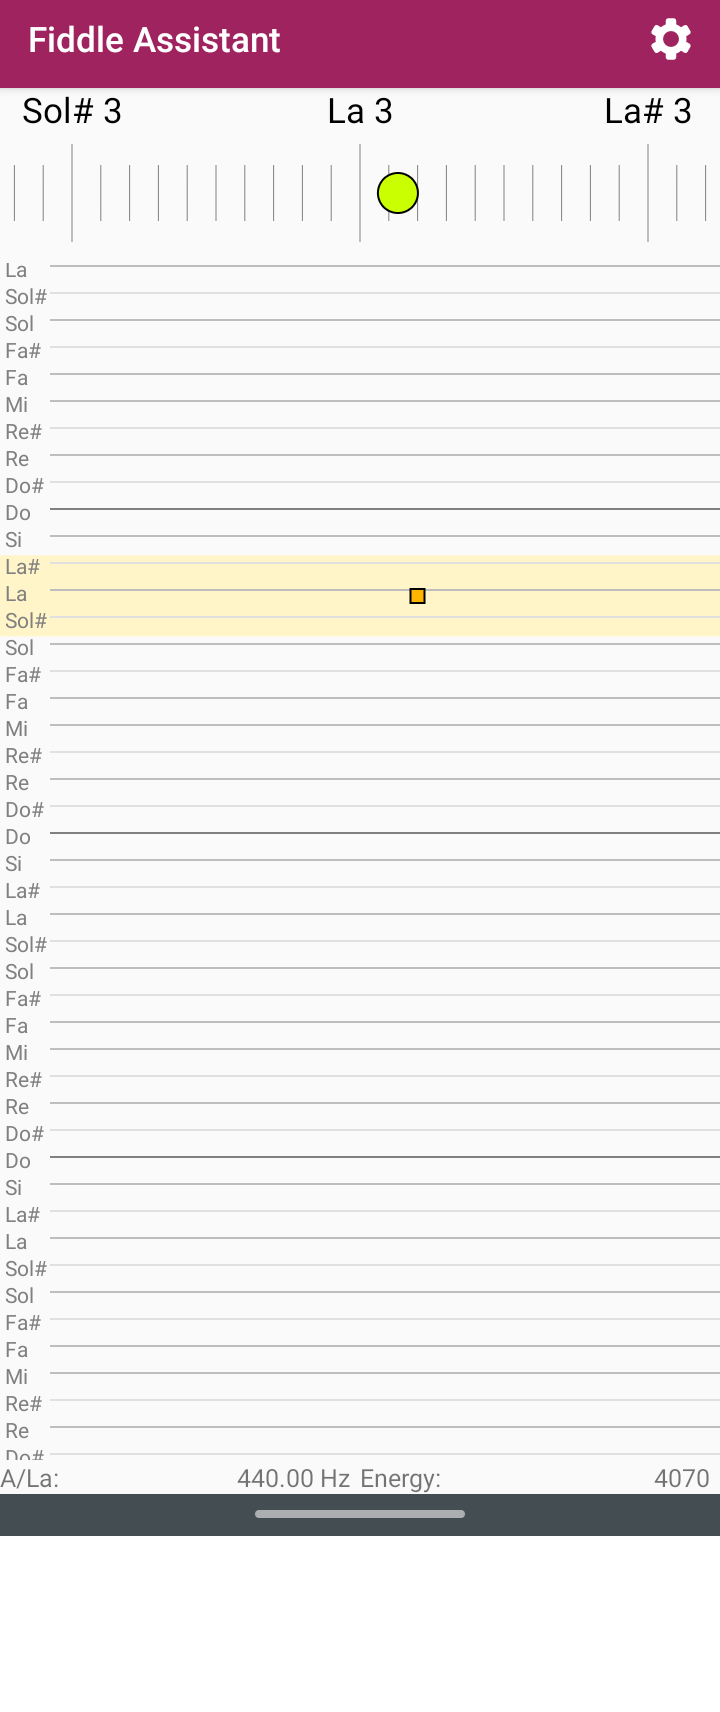 Fiddle Assistant
Sol# 3 La 3 La# 3
La
Sol#
Sol
Fa#
Fa
Mi
Re#
Re
Do#
Do
Si
La#
La
Sol#
Sol
Fa#
Fa
Mi
Re#
Re
Do#
Do
Si
La#
La
Sol#
Sol
Fa#
Fa
Mi
Re#
Re
Do#
Do
Si
La#
La
Sol#
Sol
Fa#
Fa
Mi
Re#
Re
Do#
A/La: 440.00 Hz Energy: 4070